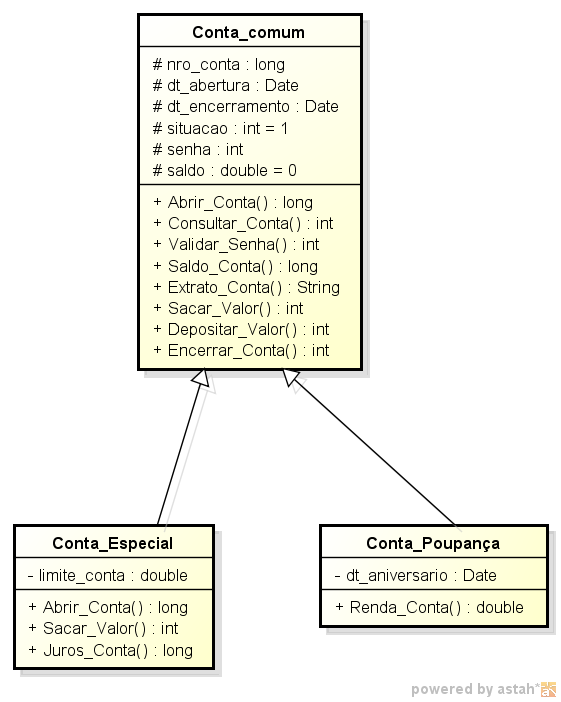 Conta_comum
# nro_conta : long
# dt_abertura : Date
# dt_encerramento : Date
# situacao : int = 1
# senha : int
# saldo : double = 0
+ Abrir_Conta() : long
+ Consultar_Conta() : int
+ Validar_Senha() : int
+ Saldo_Conta() : long
+ Extrato_Conta() : String
+ Sacar_Valor() : int
+ Depositar_Valor() : int
+ Encerrar_Conta() : int
Conta_Especial
- limite_conta : double
+ Abrir_Conta() : long
+ Sacar_Valor() : int
+ Juros_Conta() : long
Conta_Poupança
- dt_aniversario : Date
+ Renda_Conta() : double
powered by astah*